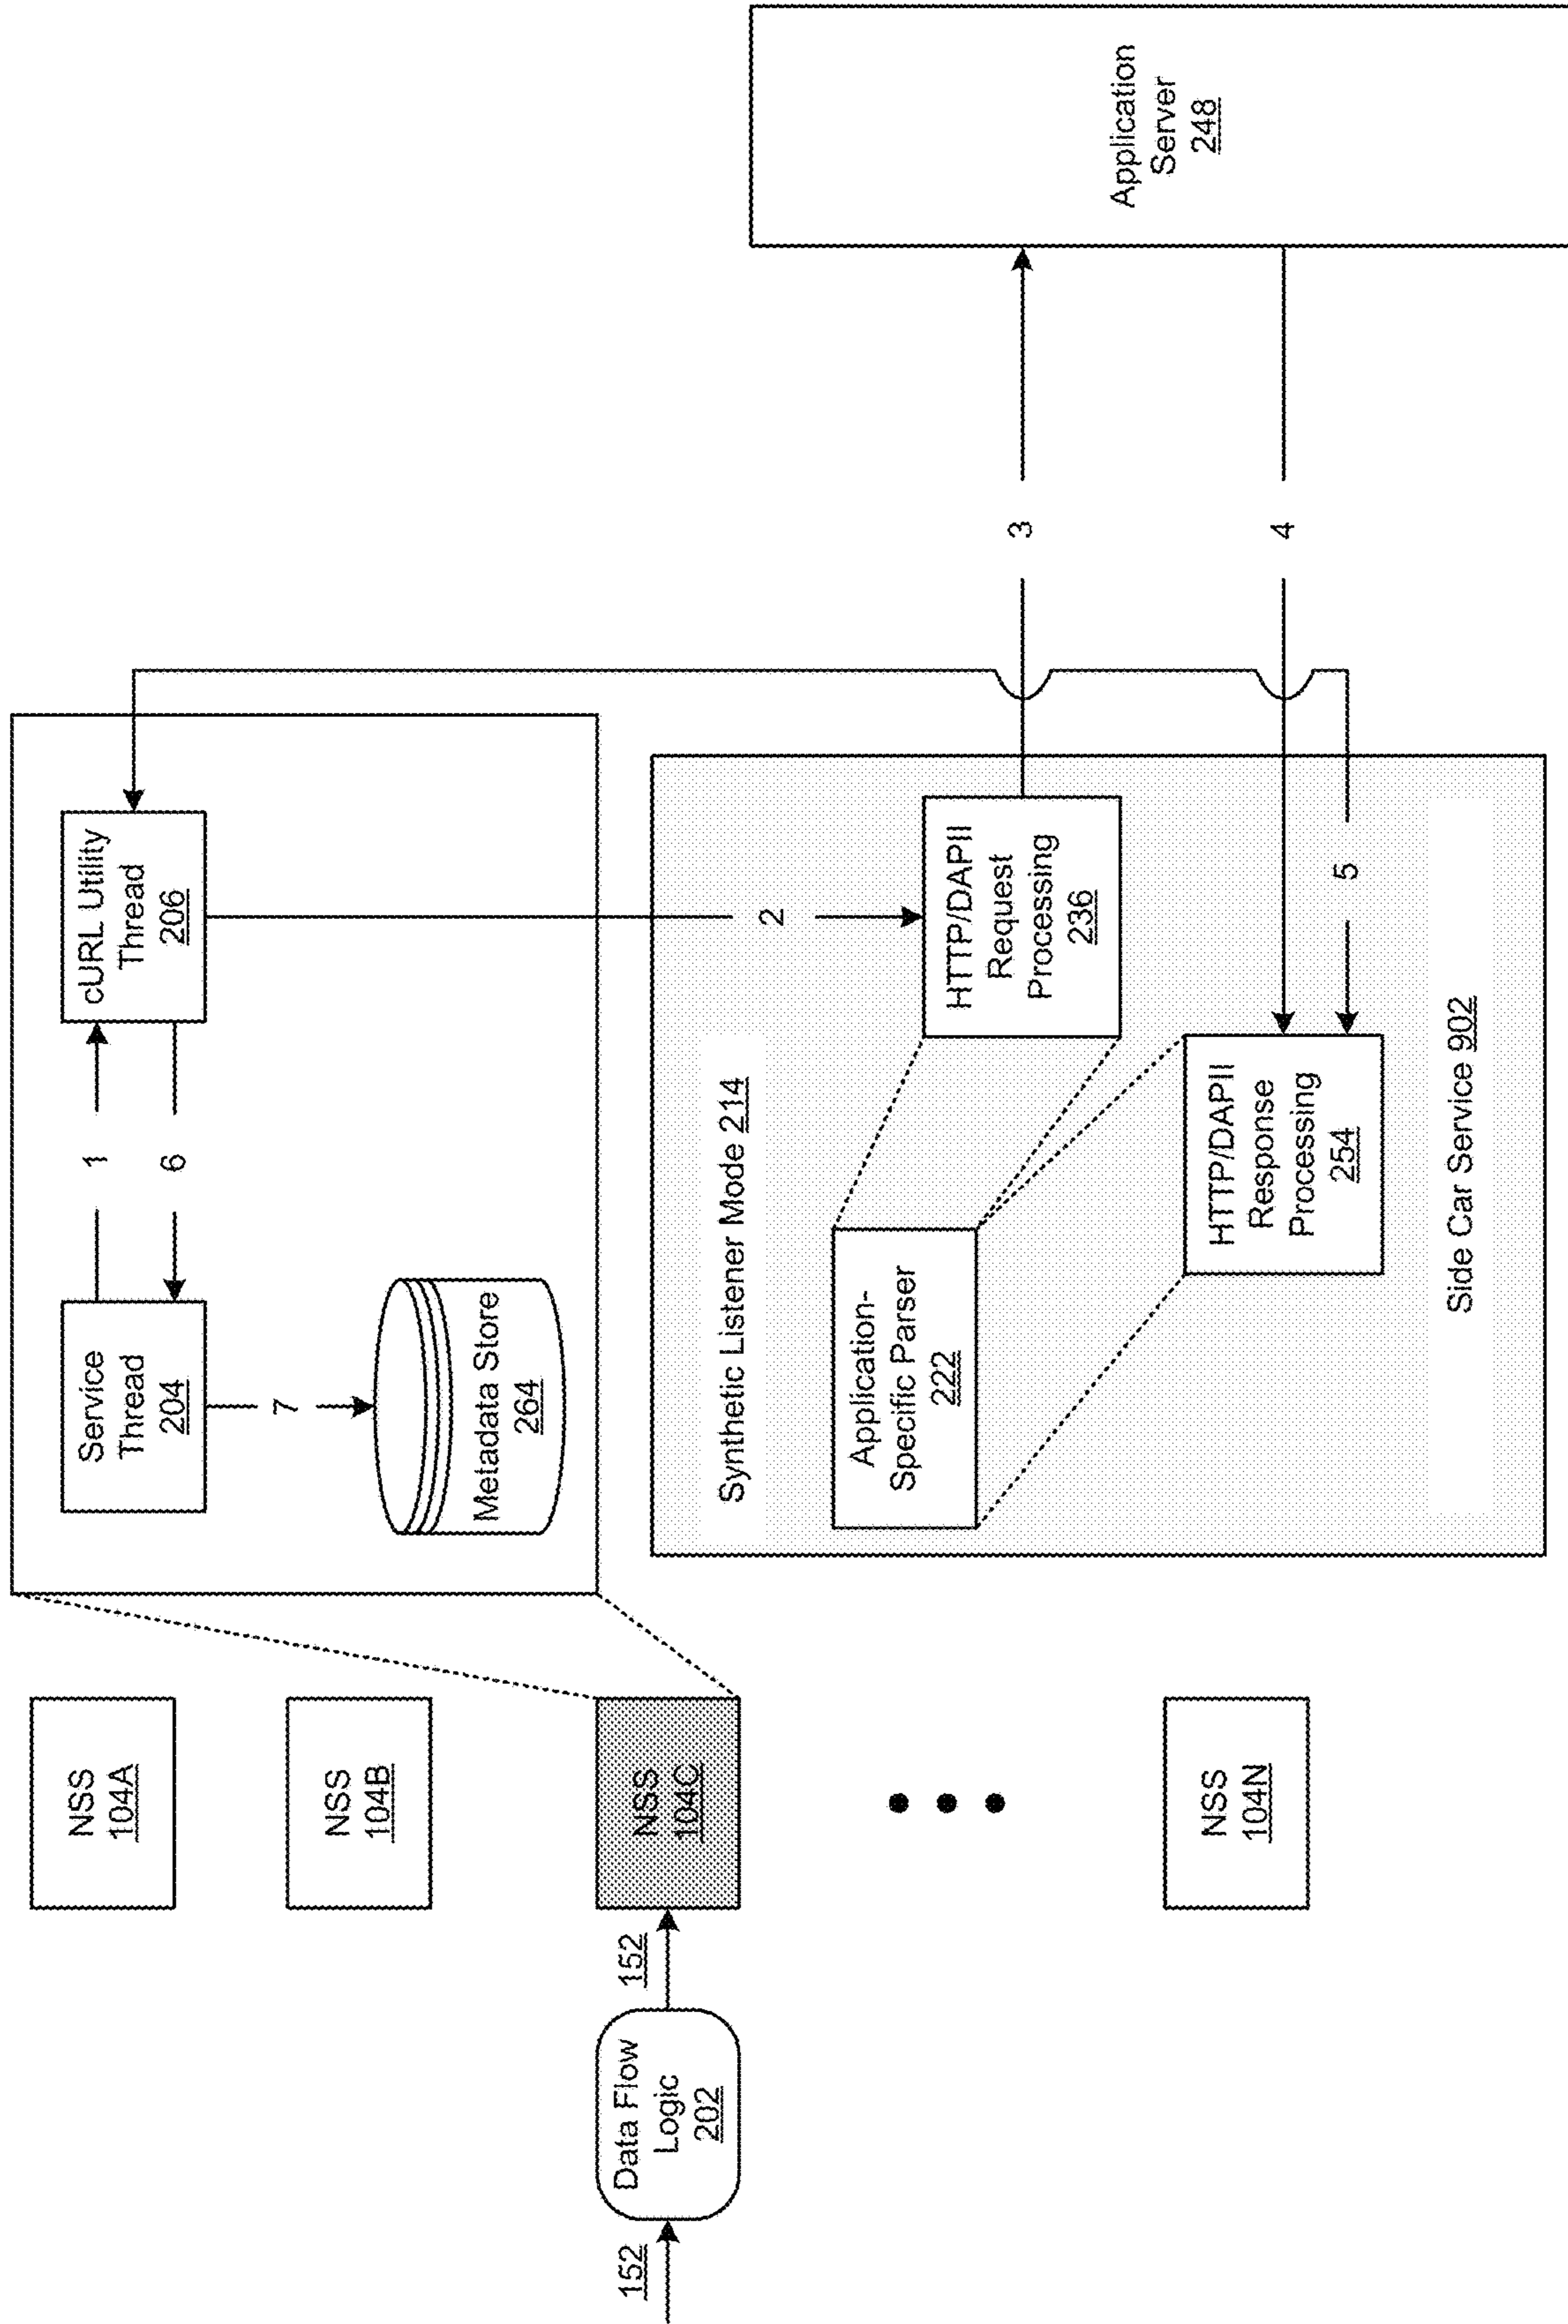 152
Data Flow
Logic
202
152
NSS
104A
NSS
104B
NSS
104C
NSS
104N
Service
Thread
204
1
6
cURL Utility
Thread
206
7
Metadata Store
264
2
Synthetic Listener Mode 214
Application-
Specific Parser
222
HTTP/DAPII
Request
Processing
236
HTTP/DAPII
Response
Processing
254
5
Side Car Service 902
3
4
Application
Server
248